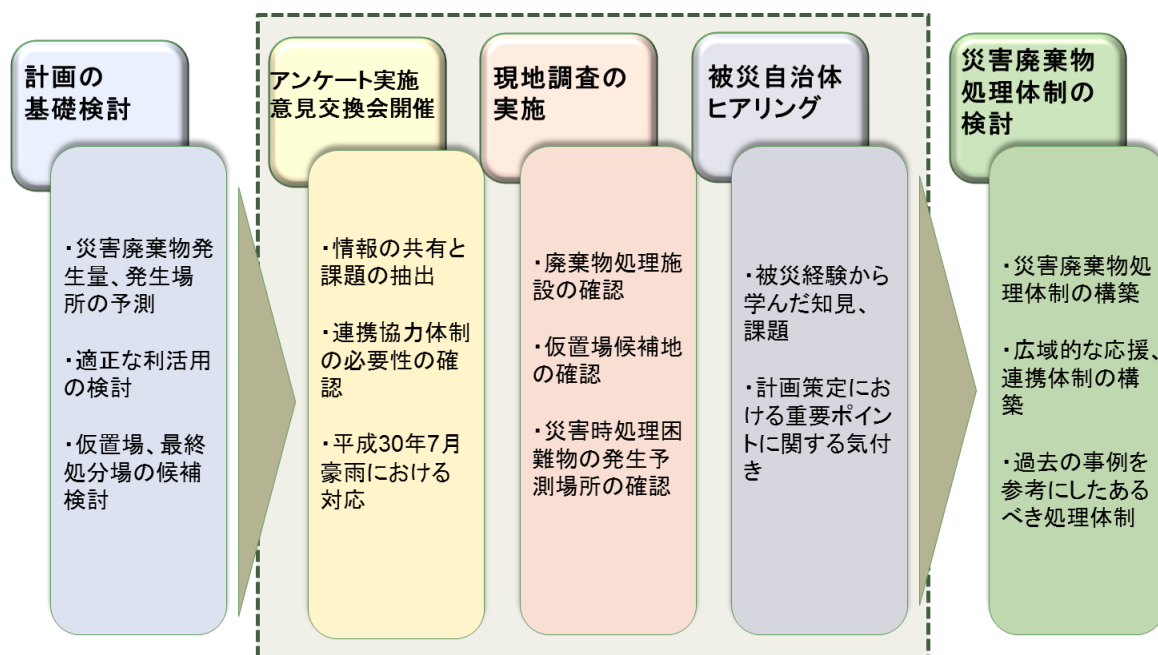 計画の
基礎検討
・災害廃棄物発
生量、発生場
所の予測
・適正な利活用
の検討
・仮置場、最終
処分場の候補
検討
アンケート実施
意見交換会開催
・情報の共有と
課題の抽出
・連携協力体制
の必要性の確
認
・平成30年7月
豪雨における
対応
現地調査の
実施
・廃棄物処理施
設の確認
・仮置場候補地
の確認
・災害時処理困
難物の発生予
測場所の確認
被災自治体
ヒアリング
・被災経験から
学んだ知見、
課題
・計画策定にお
ける重要ポイ
ントに関する気付
き
災害廃棄物
処理体制の
検討
・災害廃棄物処
理体制の構築
・広域的な応援、
連携体制の構
築
・過去の事例を
参考にしたある
べき処理体制